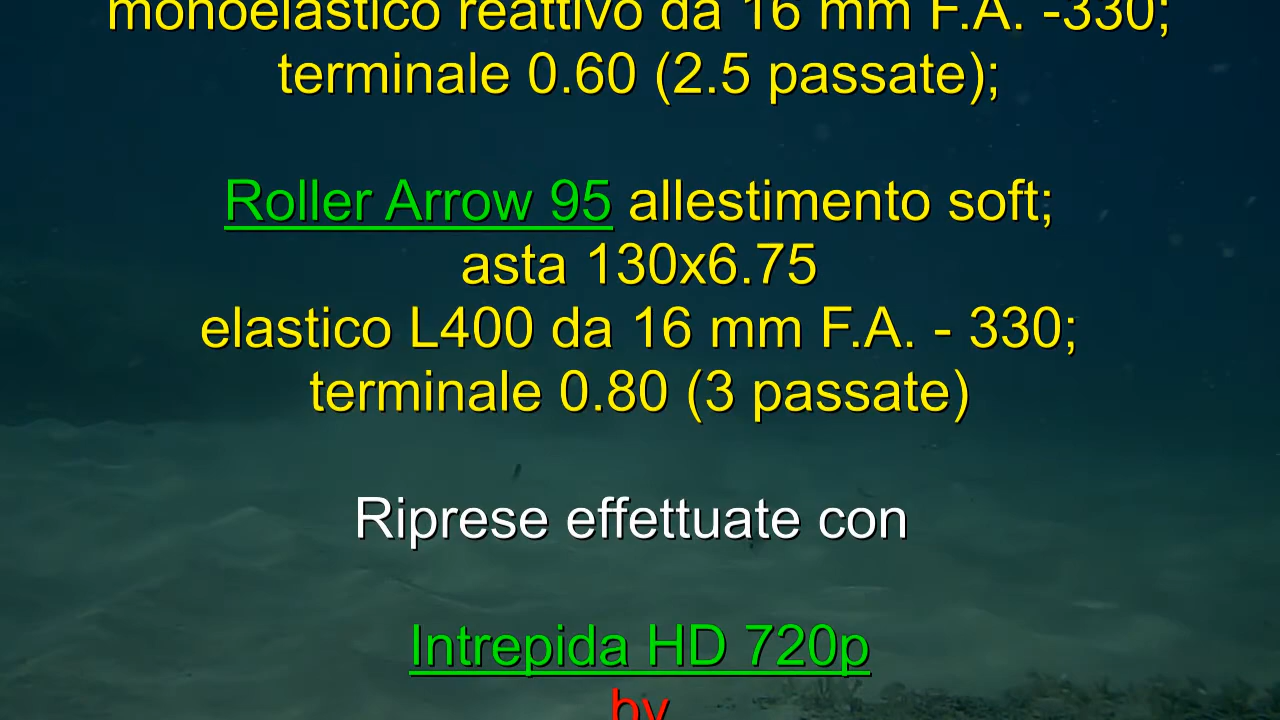 monoelastico reattivo da 16 mm F.A. -330;
terminale 0.60 (2.5 passate);
Roller Arrow 95 allestimento soft;
asta 130x6.75
elastico L400 da 16 mm F.A. - 330;
terminale 0.80 (3 passate)
Riprese effettuate con
Intrepida HD 720p
by